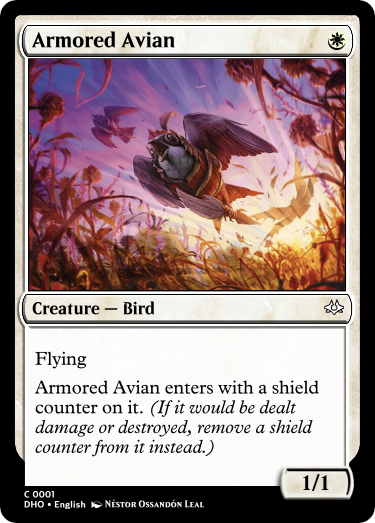 Armored Avian
Creature — Bird
Flying
Armored Avian enters with a shield
counter on it. (If it would be dealt
damage or destroyed, remove a shield
counter from it instead.)
1/1
C 0001
DHO • English Néstor Ossandón Leal